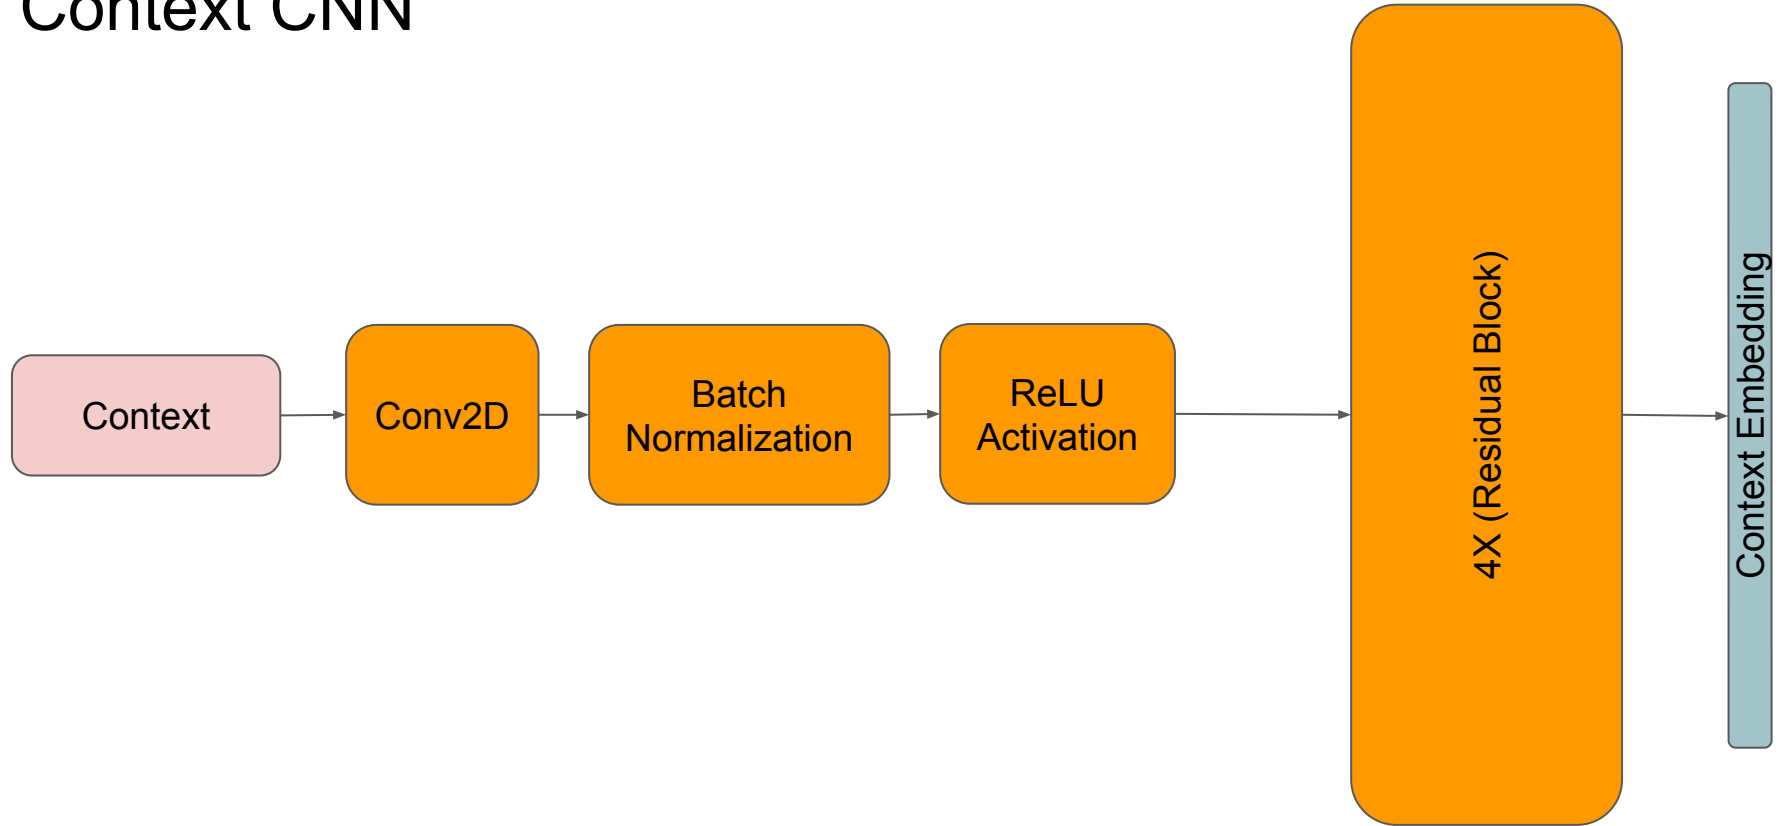 Context CNN
Context
Conv2D
Batch
Normalization
ReLU
Activation
4X (Residual Block)
Context Embedding